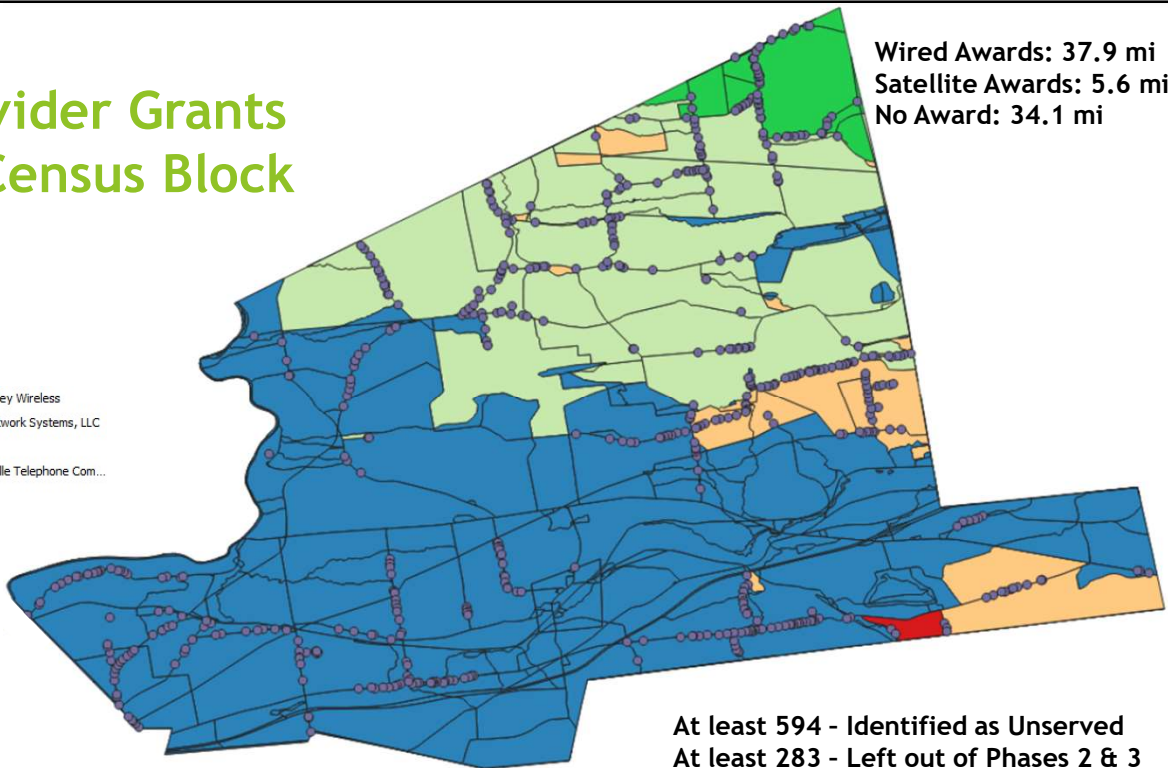 vider Grants
Census Block
Wired Awards: 37.9 mi
Satellite Awards: 5.6 mi
No Award: 34.1 mi
ey Wireless
twork Systems, LLC
lle Telephone Com...
At least 594 - Identified as Unserved
At least 283 - Left out of Phases 2 & 3